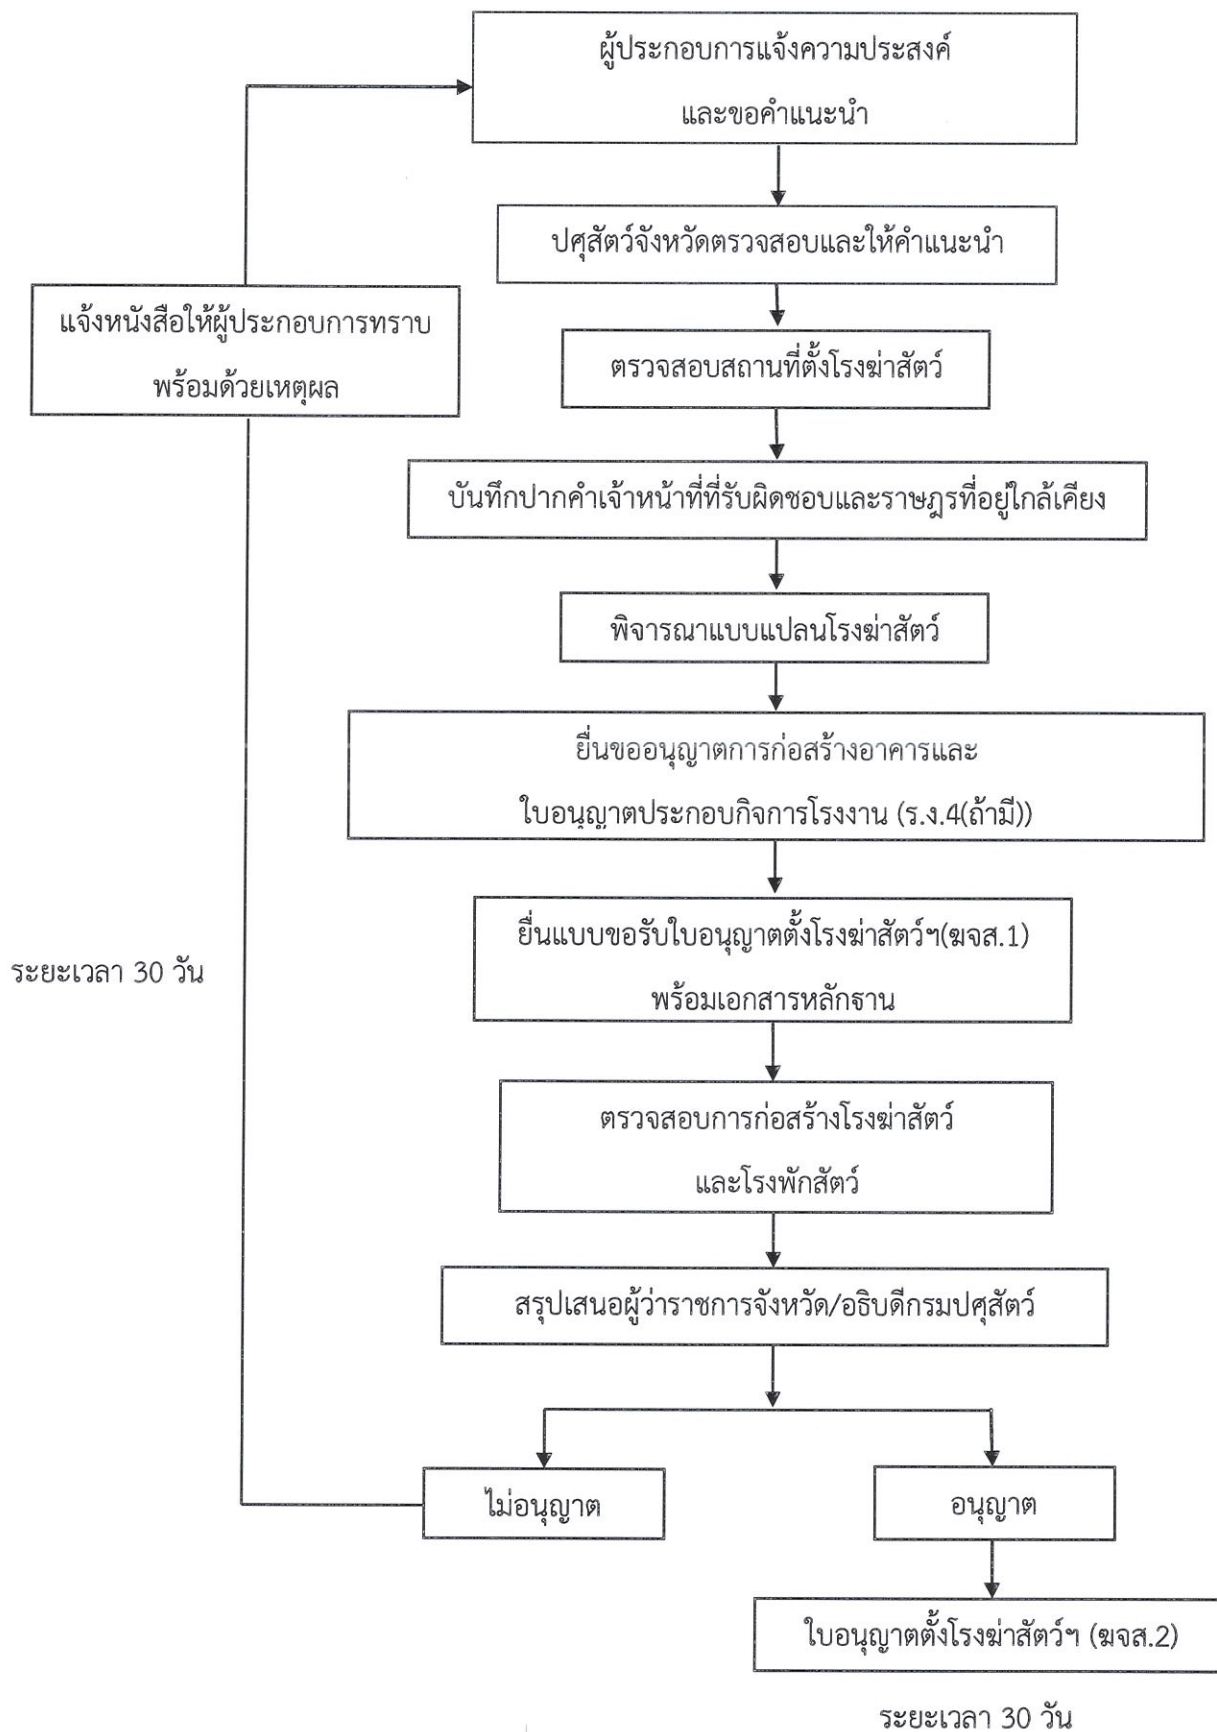 ผู้ประกอบการแจ้งความประสงค์
และขอคำแนะนำ
ปศุสัตว์จังหวัดตรวจสอบและให้คำแนะนำ
แจ้งหนังสือให้ผู้ประกอบการทราบ
พร้อมด้วยเหตุผล
ตรวจสอบสถานที่ตั้งโรงฆ่าสัตว์
บันทึกปากคำเจ้าหน้าที่ที่รับผิดชอบและราษฎรที่อยู่ใกล้เคียง
พิจารณาแบบแปลนโรงฆ่าสัตว์
ยื่นขออนุญาตการก่อสร้างอาคารและ
ใบอนุญาตประกอบกิจการโรงงาน (ร.ง.4(ถ้ามี))
ยื่นแบบขอรับใบอนุญาตตั้งโรงฆ่าสัตว์ฯ(ฆจส.1)
พร้อมเอกสารหลักฐาน
ระยะเวลา 30 วัน
ตรวจสอบการก่อสร้างโรงฆ่าสัตว์
และโรงพักสัตว์
สรุปเสนอผู้ว่าราชการจังหวัด/อธิบดีกรมปศุสัตว์
ไม่อนุญาต
อนุญาต
ใบอนุญาตตั้งโรงฆ่าสัตว์ฯ (ฆจส.2)
ระยะเวลา 30 วัน